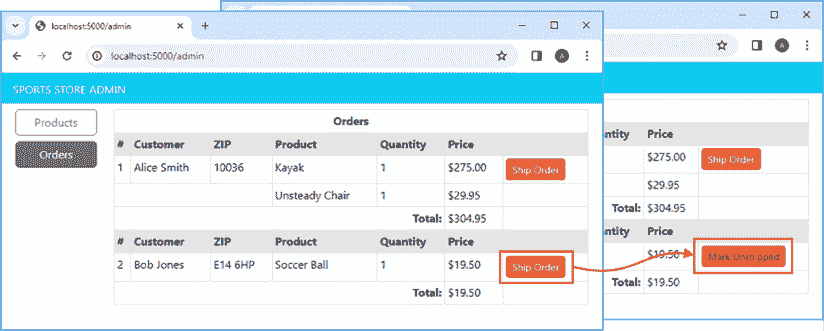 localhost:5000/admin
localhost:5000/admin
A
A
SPORTS STORE ADMIN
Products
Orders
Orders
# Customer ZIP Product Quantity Price
1 Alice Smith 10036 Kayak 1 $275.00 Ship Order
Unsteady Chair 1 $29.95
Total: $304.95
# Customer ZIP Product Quantity Price
2 Bob Jones E14 6HP Soccer Ball 1 $19.50 Ship Order
Total: $19.50
ntity Price
$275.00 Ship Order
$29.95
Total: $304.95
ntity Price
$19.50 Mark Unshipped
Total: $19.50